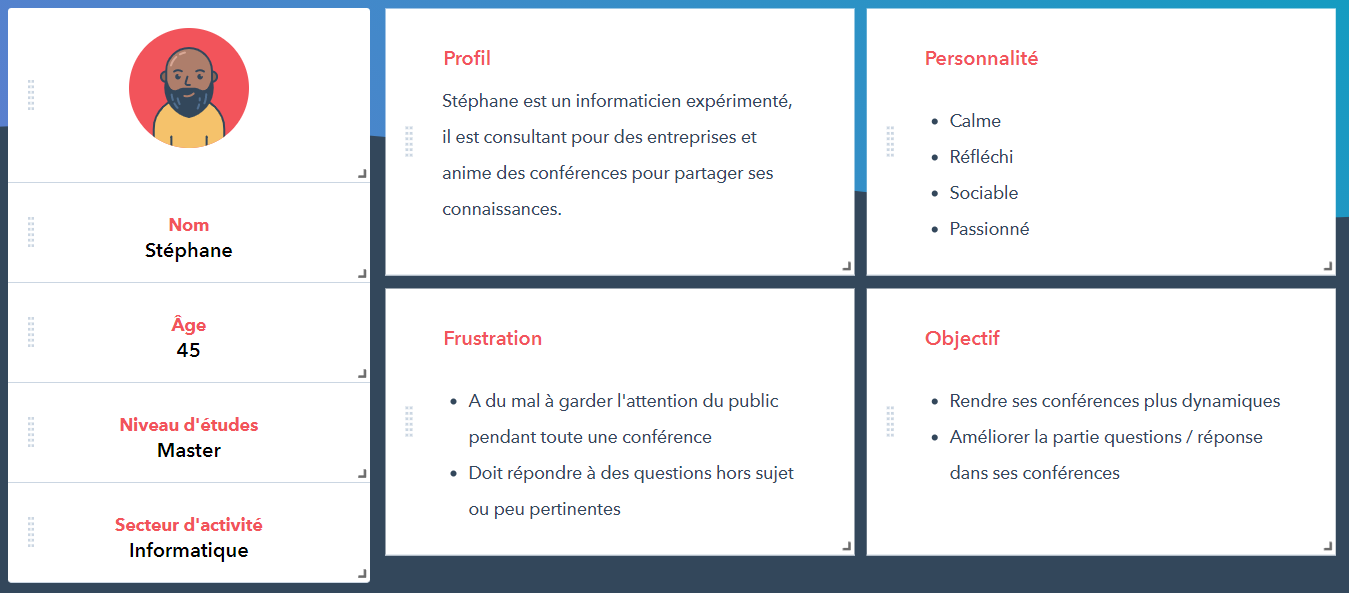 Nom
Stéphane
Âge
45
Niveau d'études
Master
Secteur d'activité
Informatique
Profil
Stéphane est un informaticien expérimenté,
il est consultant pour des entreprises et
anime des conférences pour partager ses
connaissances.
Personnalité
• Calme
• Réfléchi
• Sociable
• Passionné
Frustration
• A du mal à garder l'attention du public
pendant toute une conférence
• Doit répondre à des questions hors sujet
ou peu pertinentes
Objectif
• Rendre ses conférences plus dynamiques
• Améliorer la partie questions / réponse
dans ses conférences